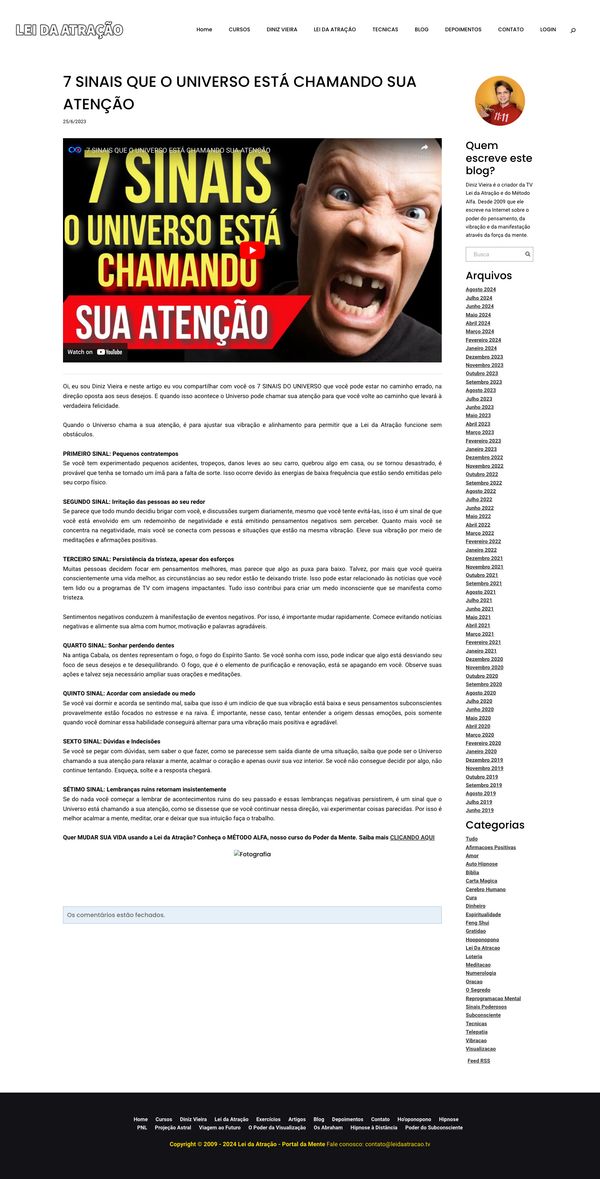 LEI DA ATRAÇÃO
Home CURSOS DINIZ VIEIRA LEI DA ATRAÇÃO TECNICAS BLOG DEPOIMENTOS CONTATO LOGIN
7 SINAIS QUE O UNIVERSO ESTÁ CHAMANDO SUA
ATENÇÃO
25/6/2023
7 SINAIS QUE O UNIVERSO ESTÁ CHAMANDO SUA ATENÇÃO
7 SINAIS
O UNIVERSO ESTÁ
CHAMANDO
SUA ATENÇÃO
Watch on YouTube
Oi, eu sou Diniz Vieira e neste artigo eu vou compartilhar com você os 7 SINAIS DO UNIVERSO que você pode estar no caminho errado, na
direção oposta aos seus desejos. E quando isso acontece o Universo pode chamar sua atenção para que você volte ao caminho que levará à
verdadeira felicidade.
Quando o Universo chama a sua atenção, é para ajustar sua vibração e alinhamento para permitir que a Lei da Atração funcione sem
obstáculos.
PRIMEIRO SINAL: Pequenos contratempos
Se você tem experimentado pequenos acidentes, tropeços, danos leves ao seu carro, quebrou algo em casa, ou se tornou desastrado, é
provável que tenha se tornado um imã para a falta de sorte. Isso ocorre devido às energias de baixa frequência que estão sendo emitidas pelo
seu corpo físico.
SEGUNDO SINAL: Irritação das pessoas ao seu redor
Se parece que todo mundo decidiu brigar com você, e discussões surgem diariamente, mesmo que você tente evitá-las, isso é um sinal de que
você está envolvido em um redemoinho de negatividade e está emitindo pensamentos negativos sem perceber. Quanto mais você se
concentra na negatividade, mais você se conecta com pessoas e situações que estão na mesma vibração. Eleve sua vibração por meio de
meditações e afirmações positivas.
TERCEIRO SINAL: Persistência da tristeza, apesar dos esforços
Muitas pessoas decidem focar em pensamentos melhores, mas parece que algo as puxa para baixo. Talvez, por mais que você queira
conscientemente uma vida melhor, as circunstâncias ao seu redor estão te deixando triste. Isso pode estar relacionado às notícias que você
tem lido ou a programas de TV com imagens impactantes. Tudo isso contribui para criar um medo inconsciente que se manifesta como
tristeza.
Sentimentos negativos conduzem à manifestação de eventos negativos. Por isso, é importante mudar rapidamente. Comece evitando notícias
negativas e alimente sua alma com humor, motivação e palavras agradáveis.
QUARTO SINAL: Sonhar perdendo dentes
Na antiga Cabala, os dentes representam o fogo, o fogo do Espírito Santo. Se você sonha com isso, pode indicar que algo está desviando seu
foco de seus desejos e te desequilibrando. O fogo, que é o elemento de purificação e renovação, está se apagando em você. Observe suas
ações e talvez seja necessário ampliar suas orações e meditações.
QUINTO SINAL: Acordar com ansiedade ou medo
Se você vai dormir e acorda se sentindo mal, saiba que isso é um indício de que sua vibração está baixa e seus pensamentos subconscientes
provavelmente estão focados no estresse e na raiva. É importante, nesse caso, tentar entender a origem dessas emoções, pois somente
quando você dominar essa habilidade conseguirá alternar para uma vibração mais positiva e agradável.
SEXTO SINAL: Dúvidas e Indecisões
Se você se pegar com dúvidas, sem saber o que fazer, como se parecesse sem saída diante de uma situação, saiba que pode ser o Universo
chamando a sua atenção para relaxar a mente, acalmar o coração e apenas ouvir sua voz interior. Se você não consegue decidir por algo, não
continue tentando. Esqueça, solte e a resposta chegará.
SÉTIMO SINAL: Lembranças ruins retornam insistentemente
Se do nada você começar a lembrar de acontecimentos ruins do seu passado e essas lembranças negativas persistirem, é um sinal que o
Universo está chamando a sua atenção, como se dissesse que se você continuar nessa direção, vai experimentar coisas parecidas. Por isso é
melhor acalmar a mente, meditar, orar e deixar que sua intuição faça o trabalho.
Quer MUDAR SUA VIDA usando a Lei da Atração? Conheça o MÉTODO ALFA, nosso curso do Poder da Mente. Saiba mais CLICANDO AQUI
Fotografia
Os comentários estão fechados.
11:11
Quem
escreve este
blog?
Diniz Vieira é o criador da TV
Lei da Atração e do Método
Alfa. Desde 2009 que ele
escreve na Internet sobre o
poder do pensamento, da
vibração e da manifestação
através da força da mente.
Busca
Arquivos
Agosto 2024
Julho 2024
Junho 2024
Maio 2024
Abril 2024
Março 2024
Fevereiro 2024
Janeiro 2024
Dezembro 2023
Novembro 2023
Outubro 2023
Setembro 2023
Agosto 2023
Julho 2023
Junho 2023
Maio 2023
Abril 2023
Março 2023
Fevereiro 2023
Janeiro 2023
Dezembro 2022
Novembro 2022
Outubro 2022
Setembro 2022
Agosto 2022
Julho 2022
Junho 2022
Maio 2022
Abril 2022
Março 2022
Fevereiro 2022
Janeiro 2022
Dezembro 2021
Novembro 2021
Outubro 2021
Setembro 2021
Agosto 2021
Julho 2021
Junho 2021
Maio 2021
Abril 2021
Março 2021
Fevereiro 2021
Janeiro 2021
Dezembro 2020
Novembro 2020
Outubro 2020
Setembro 2020
Agosto 2020
Julho 2020
Junho 2020
Maio 2020
Abril 2020
Março 2020
Fevereiro 2020
Janeiro 2020
Dezembro 2019
Novembro 2019
Outubro 2019
Setembro 2019
Agosto 2019
Julho 2019
Junho 2019
Categorias
Tudo
Afirmacoes Positivas
Amor
Auto Hipnose
Biblia
Carta Magica
Cerebro Humano
Cura
Dinheiro
Espiritualidade
Feng Shui
Gratidao
Hooponopono
Lei Da Atracao
Loteria
Meditacao
Numerologia
Oracao
O Segredo
Reprogramacao Mental
Sinais Poderosos
Subconsciente
Tecnicas
Telepatia
Vibracao
Visualizacao
Feed RSS
Home Cursos Diniz Vieira Lei da Atração Exercícios Artigos Blog Depoimentos Contato Ho'oponopono Hipnose
PNL Projeção Astral Viagem ao Futuro O Poder da Visualização Os Abraham Hipnose à Distância Poder do Subconsciente
Copyright © 2009 - 2024 Lei da Atração - Portal da Mente Fale conosco: contato@leidaatracao.tv